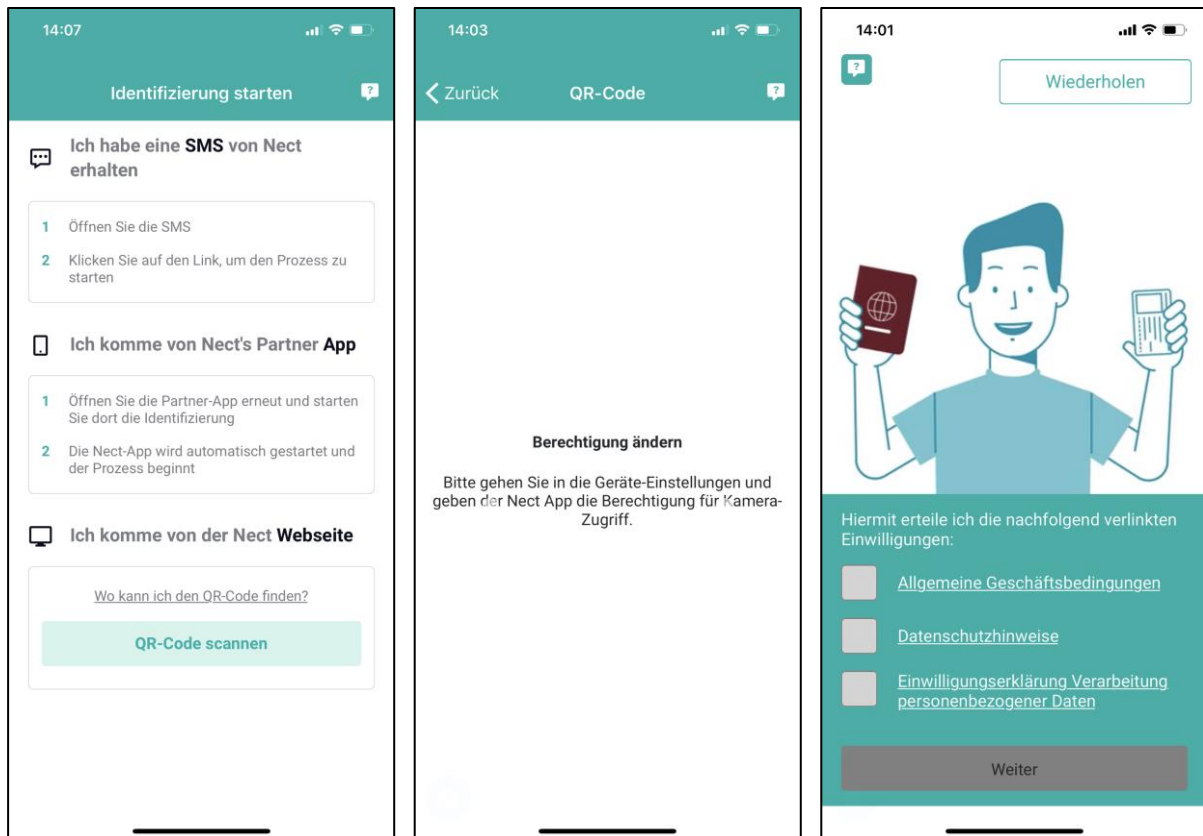 14:07
Identifizierung starten
?
Ich habe eine SMS von Nect
erhalten
1 Öffnen Sie die SMS
2 Klicken Sie auf den Link, um den Prozess zu
starten
Ich komme von Nect's Partner App
1 Öffnen Sie die Partner-App erneut und starten
Sie dort die Identifizierung
2 Die Nect-App wird automatisch gestartet und
der Prozess beginnt
Ich komme von der Nect Webseite
Wo kann ich den QR-Code finden?
QR-Code scannen
14:03
Zurück
QR-Code
?
Berechtigung ändern
Bitte gehen Sie in die Geräte-Einstellungen und
geben der Nect App die Berechtigung für Kamera-
Zugriff.
14:01
?
Wiederholen
Hiermit erteile ich die nachfolgend verlinkten
Einwilligungen:
Allgemeine Geschäftsbedingungen
Datenschutzhinweise
Einwilligungserklärung Verarbeitung
personenbezogener Daten
Weiter